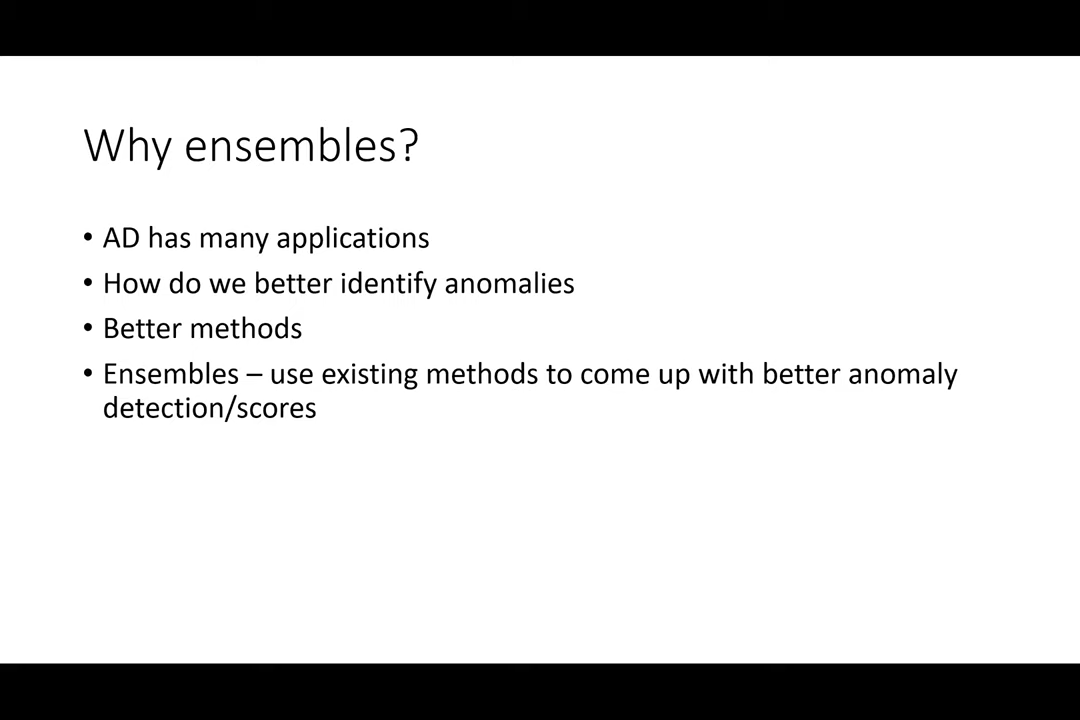 Why ensembles?
• AD has many applications
• How do we better identify anomalies
• Better methods
• Ensembles – use existing methods to come up with better anomaly
detection/scores